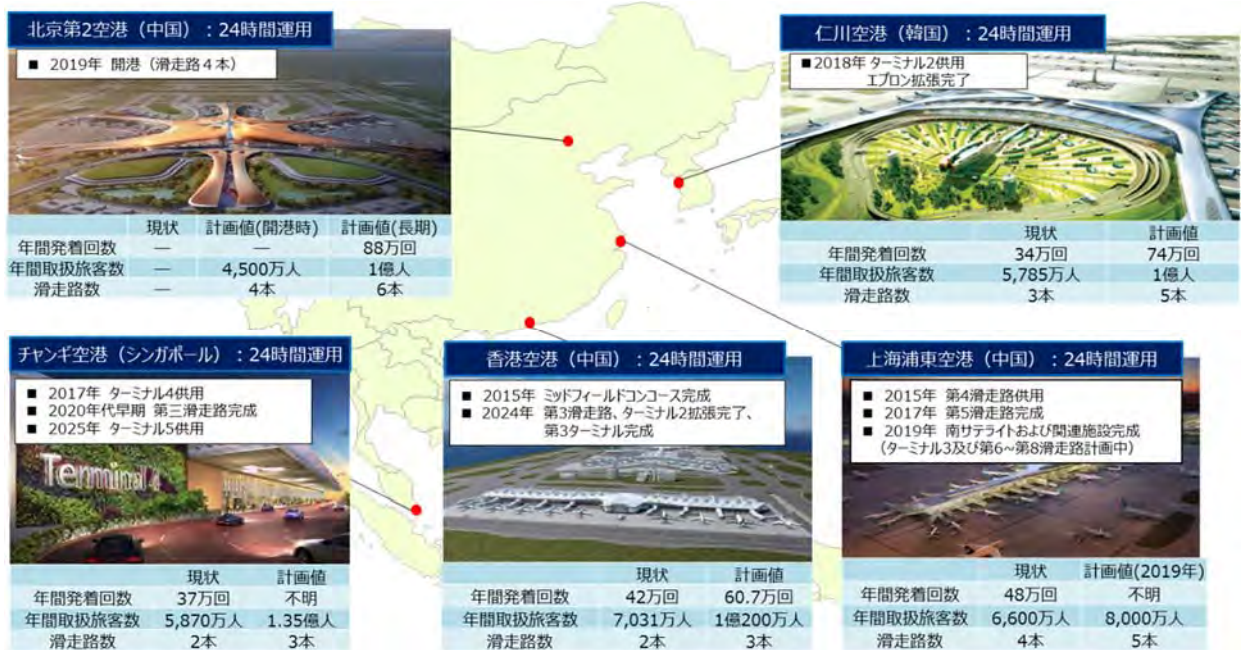 北京第2空港（中国）：24時間運用
■ 2019年 開港（滑走路４本）
現状 計画値(開港時) 計画値(長期)
年間発着回数 ― ― 88万回
年間取扱旅客数 ― 4,500万人 1億人
滑走路数 ― 4本 6本
仁川空港（韓国）：24時間運用
■2018年 ターミナル2供用
エプロン拡張完了
現状 計画値
年間発着回数 34万回 74万回
年間取扱旅客数 5,785万人 1億人
滑走路数 3本 5本
チャンギ空港（シンガポール）：24時間運用
■ 2017年 ターミナル4供用
■ 2020年代早期 第三滑走路完成
■ 2025年 ターミナル5供用
Terminal 4
現状 計画値
年間発着回数 37万回 不明
年間取扱旅客数 5,870万人 1.35億人
滑走路数 2本 3本
香港空港（中国）：24時間運用
■ 2015年 ミッドフィールドコンコース完成
■ 2024年 第3滑走路、ターミナル2拡張完了、
第3ターミナル完成
現状 計画値
年間発着回数 42万回 60.7万回
年間取扱旅客数 7,031万人 1億200万人
滑走路数 2本 3本
上海浦東空港（中国）：24時間運用
■ 2015年 第4滑走路供用
■ 2017年 第5滑走路完成
■ 2019年 南サテライトおよび関連施設完成
（ターミナル3及び第6~第8滑走路計画中）
現状 計画値(2019年)
年間発着回数 48万回 不明
年間取扱旅客数 6,600万人 8,000万人
滑走路数 4本 5本